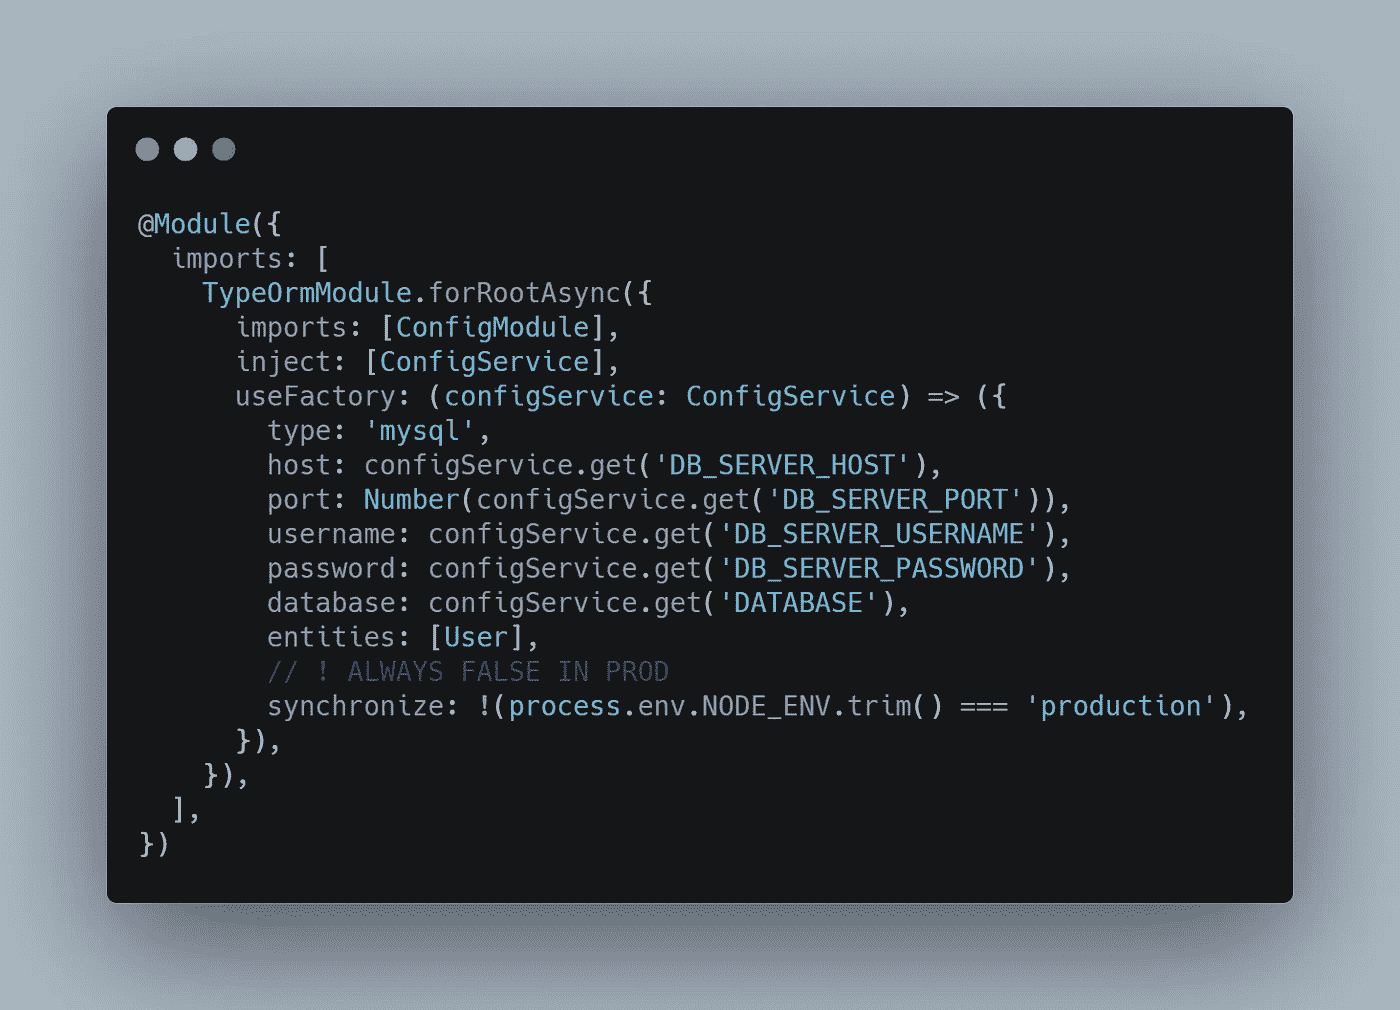 @Module({
  imports: [
    TypeOrmModule.forRootAsync({
      imports: [ConfigModule],
      inject: [ConfigService],
      useFactory: (configService: ConfigService) => ({
        type: 'mysql',
        host: configService.get('DB_SERVER_HOST'),
        port: Number(configService.get('DB_SERVER_PORT')),
        username: configService.get('DB_SERVER_USERNAME'),
        password: configService.get('DB_SERVER_PASSWORD'),
        database: configService.get('DATABASE'),
        entities: [User],
        // ! ALWAYS FALSE IN PROD
        synchronize: !(process.env.NODE_ENV.trim() === 'production'),
      }),
    }),
  ],
})